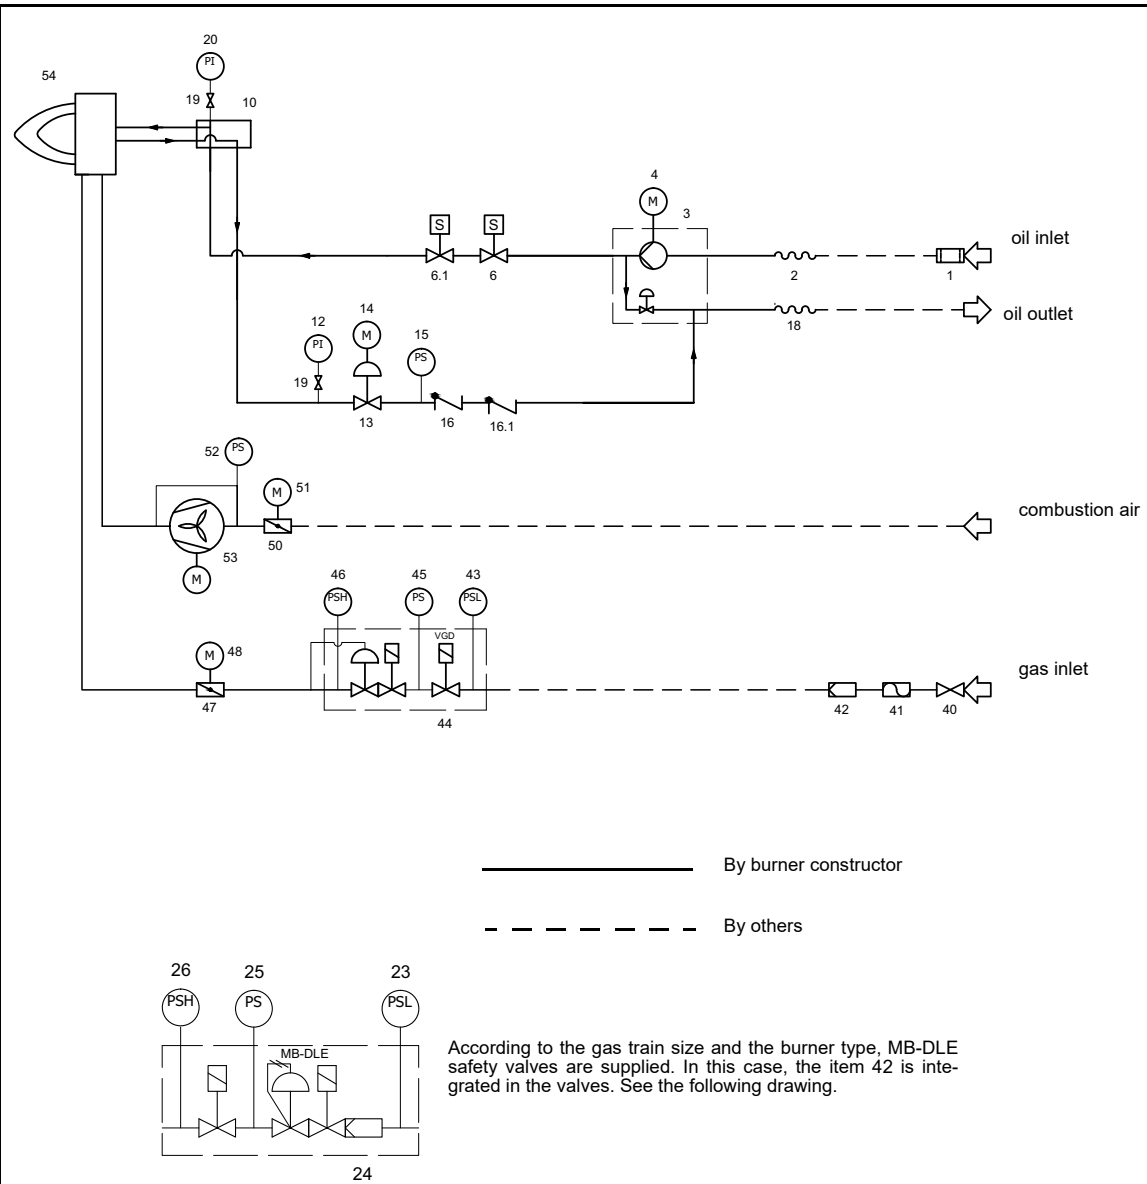 20
PI
54
19
10
4
M
3
S
S
oil inlet
6.1
6
2
1
12
14
15
PI
M
PS
18
oil outlet
19
13
16
16.1
52
PS
M
51
combustion air
50
53
M
46
45
43
PSH
PS
PSL
VGD
M
48
gas inlet
47
44
42
41
40
By burner constructor
By others
26
25
23
PSH
PS
PSL
MB-DLE
24
According to the gas train size and the burner type, MB-DLE
safety valves are supplied. In this case, the item 42 is inte-
grated in the valves. See the following drawing.